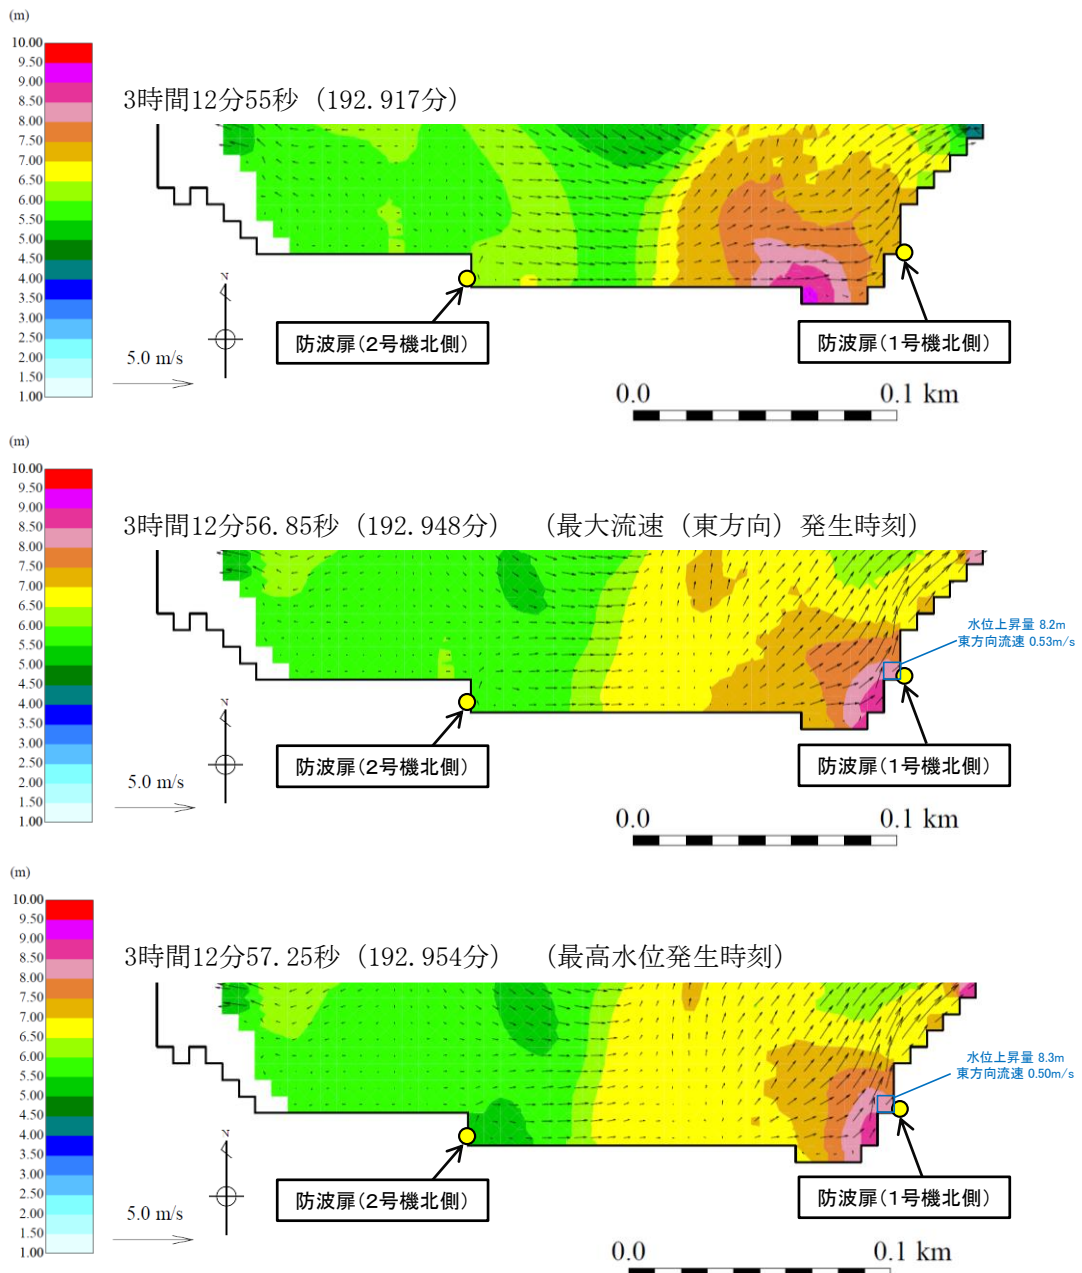 (m)
10.00
9.50
9.00
8.50
8.00
7.50
7.00
6.50
6.00
5.50
5.00
4.50
4.00
3.50
3.00
2.50
2.00
1.50
1.00
3時間12分55秒 (192.917分)
N
5.0 m/s
防波扉(2号機北側)
防波扉(1号機北側)
0.0 0.1 km
(m)
10.00
9.50
9.00
8.50
8.00
7.50
7.00
6.50
6.00
5.50
5.00
4.50
4.00
3.50
3.00
2.50
2.00
1.50
1.00
3時間12分56.85秒 (192.948分) (最大流速(東方向)発生時刻)
水位上昇量 8.2m
東方向流速 0.53m/s
N
5.0 m/s
防波扉(2号機北側)
防波扉(1号機北側)
0.0 0.1 km
(m)
10.00
9.50
9.00
8.50
8.00
7.50
7.00
6.50
6.00
5.50
5.00
4.50
4.00
3.50
3.00
2.50
2.00
1.50
1.00
3時間12分57.25秒 (192.954分) (最高水位発生時刻)
水位上昇量 8.3m
東方向流速 0.50m/s
N
5.0 m/s
防波扉(2号機北側)
防波扉(1号機北側)
0.0 0.1 km